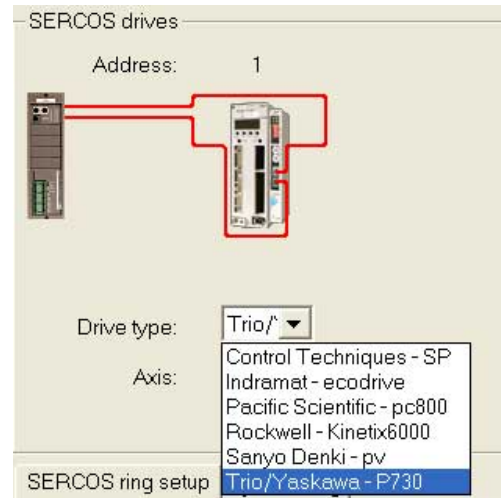 SERCOS drives
Address: 1
Drive type: Trio/
Control Techniques - SP
Axis:
Indramat - ecodrive
Pacific Scientific - pc800
Rockwell - Kinetix6000
Sanyo Denki - pv
SERCOS ring setup
Trio/Yaskawa - P730